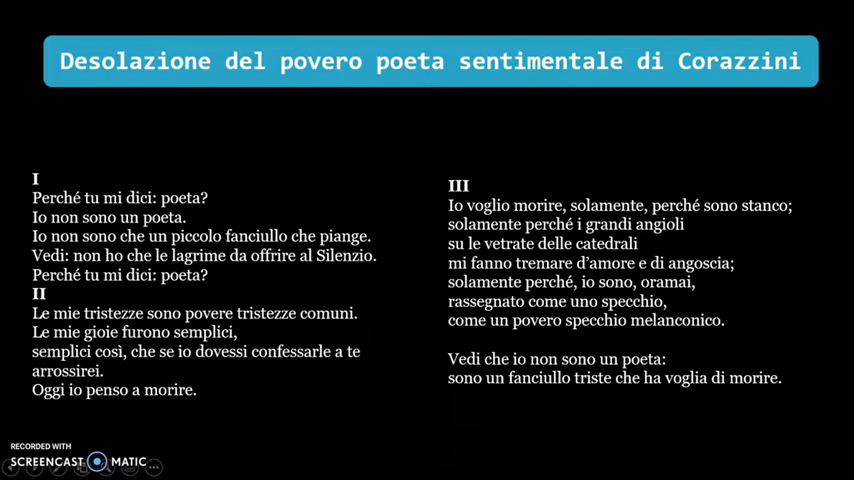 Desolazione del povero poeta sentimentale di Corazzini
I
Perché tu mi dici: poeta?
Io non sono un poeta.
Io non sono che un piccolo fanciullo che piange.
Vedi: non ho che le lagrime da offrire al Silenzio.
Perché tu mi dici: poeta?
II
Le mie tristezze sono povere tristezze comuni.
Le mie gioie furono semplici,
semplici così, che se io dovessi confessarle a te
arrossirei.
Oggi io penso a morire.
III
Io voglio morire, solamente, perché sono stanco;
solamente perché i grandi angioli
su le vetrate delle catedrali
mi fanno tremare d’amore e di angoscia;
solamente perché, io sono, oramai,
rassegnato come uno specchio,
come un povero specchio melanconico.
Vedi che io non sono un poeta:
sono un fanciullo triste che ha voglia di morire.
RECORDED WITH
SCREENCAST MATIC